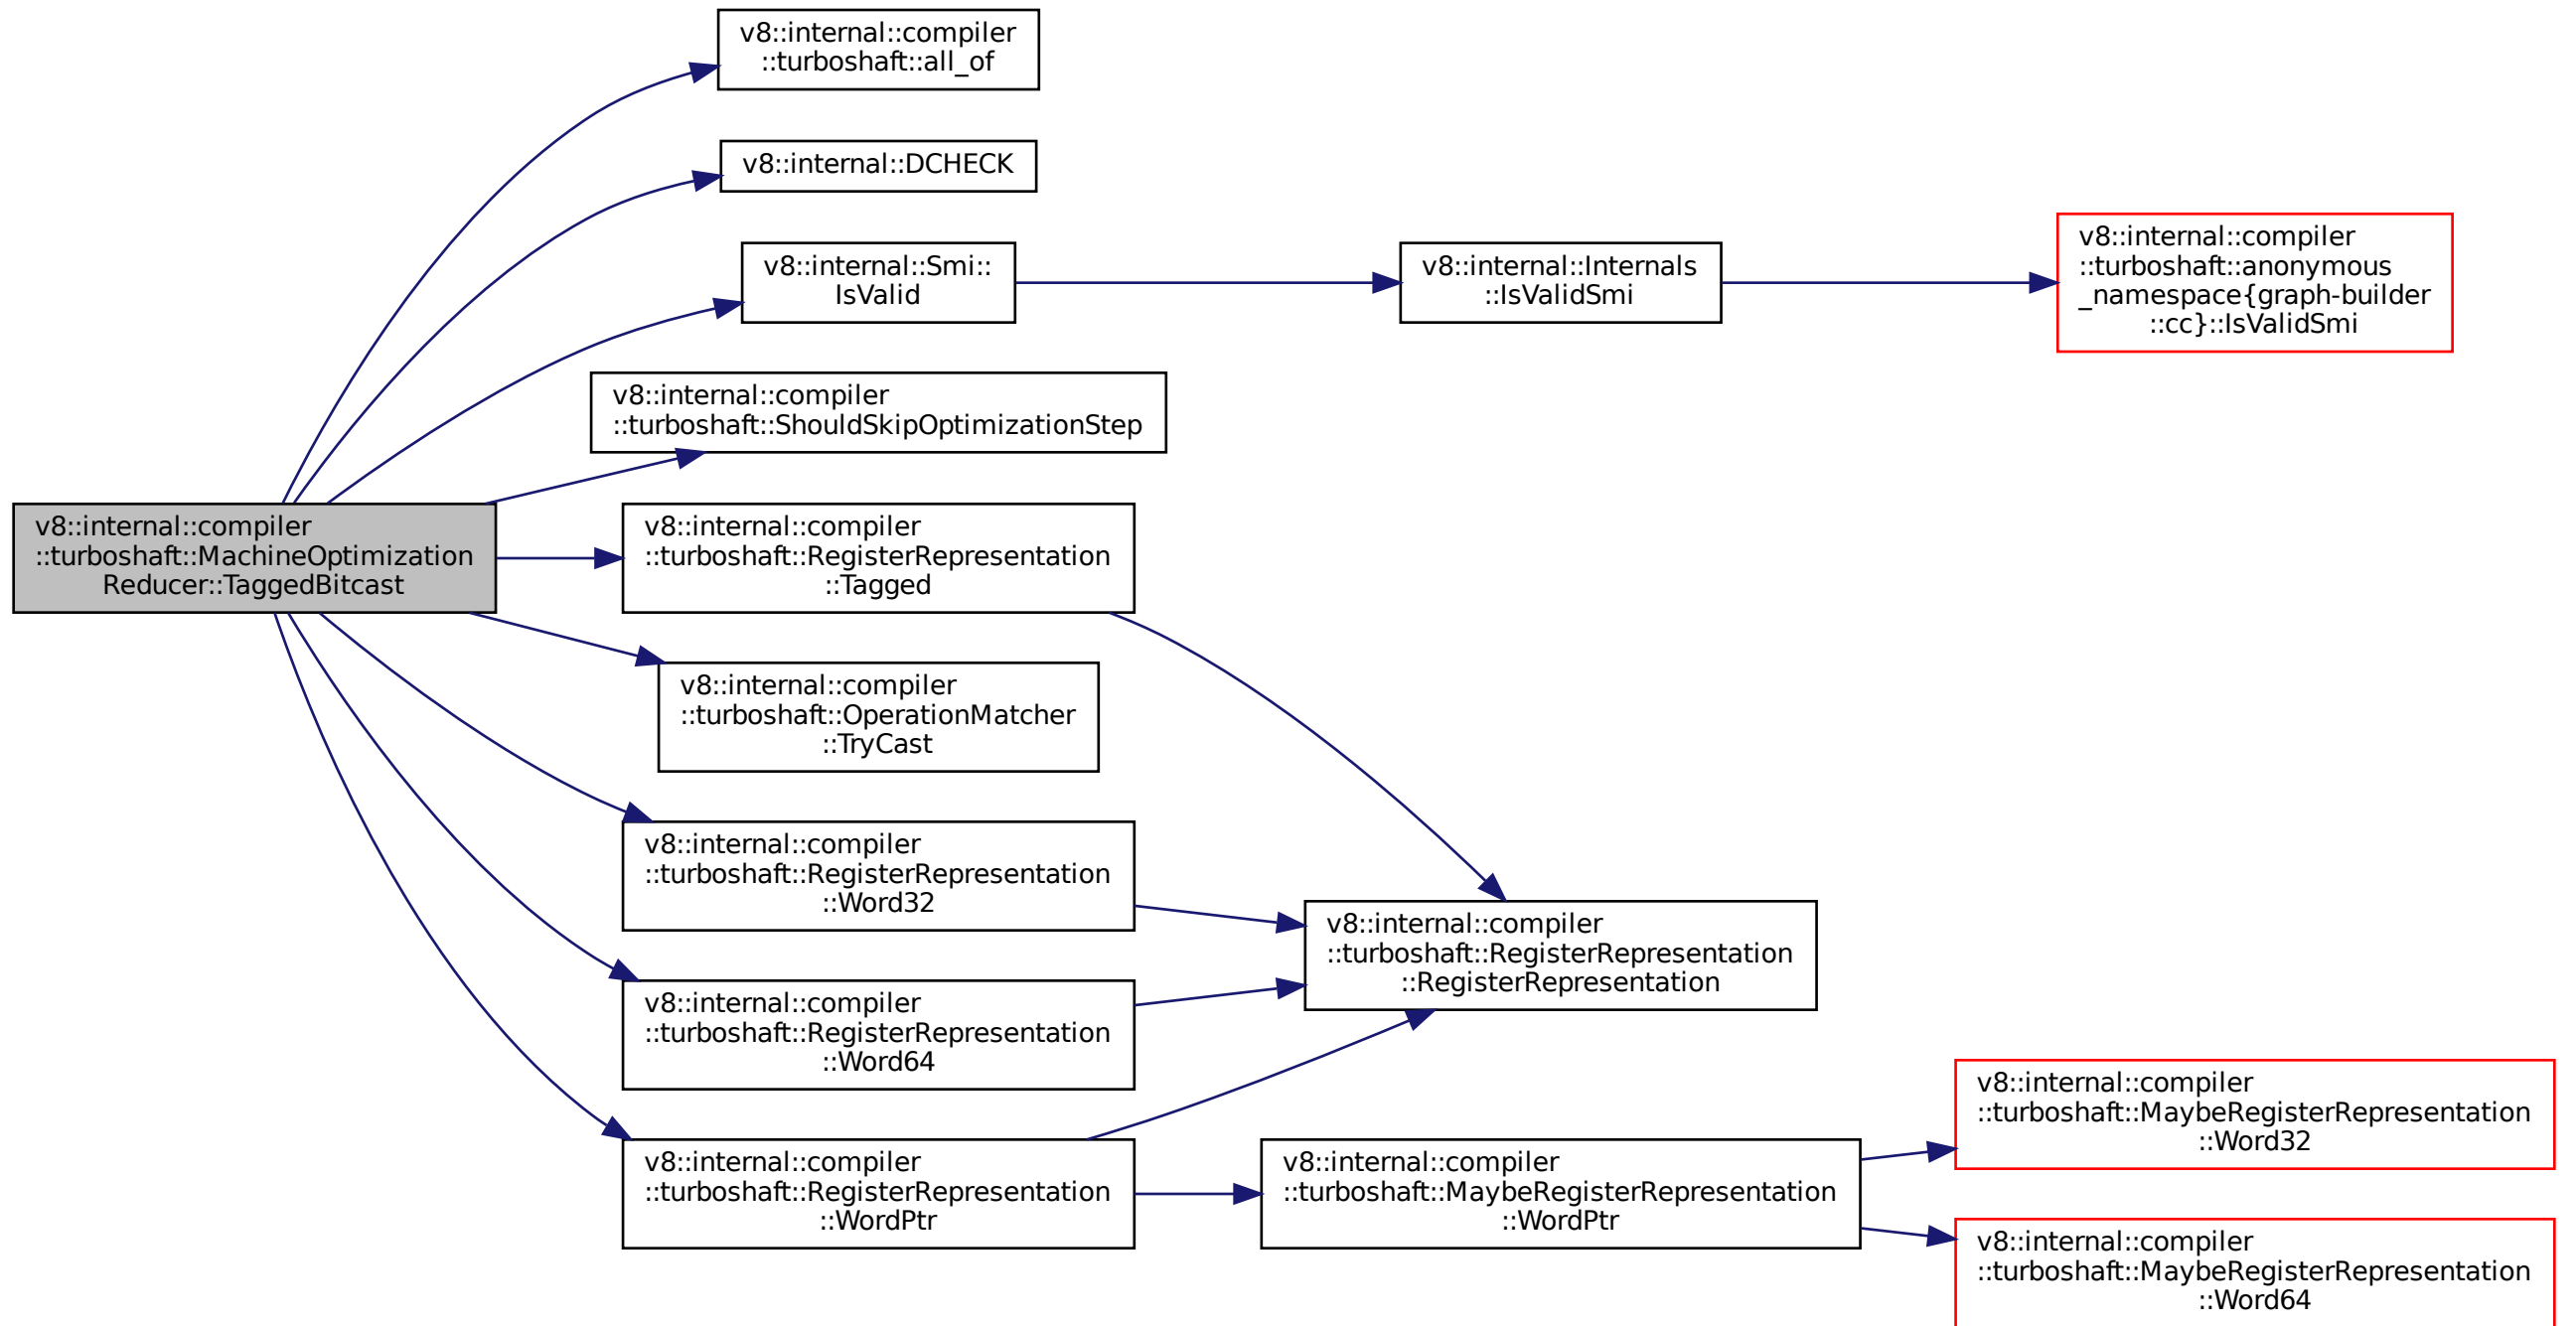 v8::internal::compiler
::turboshaft::all_of
v8::internal::DCHECK
v8::internal::Smi::
IsValid
v8::internal::Internals
::IsValidSmi
v8::internal::compiler
::turboshaft::anonymous
_namespace{graph-builder
::cc}::IsValidSmi
v8::internal::compiler
::turboshaft::ShouldSkipOptimizationStep
v8::internal::compiler
::turboshaft::MachineOptimization
Reducer::TaggedBitcast
v8::internal::compiler
::turboshaft::RegisterRepresentation
::Tagged
v8::internal::compiler
::turboshaft::OperationMatcher
::TryCast
v8::internal::compiler
::turboshaft::RegisterRepresentation
::Word32
v8::internal::compiler
::turboshaft::RegisterRepresentation
::RegisterRepresentation
v8::internal::compiler
::turboshaft::RegisterRepresentation
::Word64
v8::internal::compiler
::turboshaft::RegisterRepresentation
::WordPtr
v8::internal::compiler
::turboshaft::MaybeRegisterRepresentation
::WordPtr
v8::internal::compiler
::turboshaft::MaybeRegisterRepresentation
::Word32
v8::internal::compiler
::turboshaft::MaybeRegisterRepresentation
::Word64